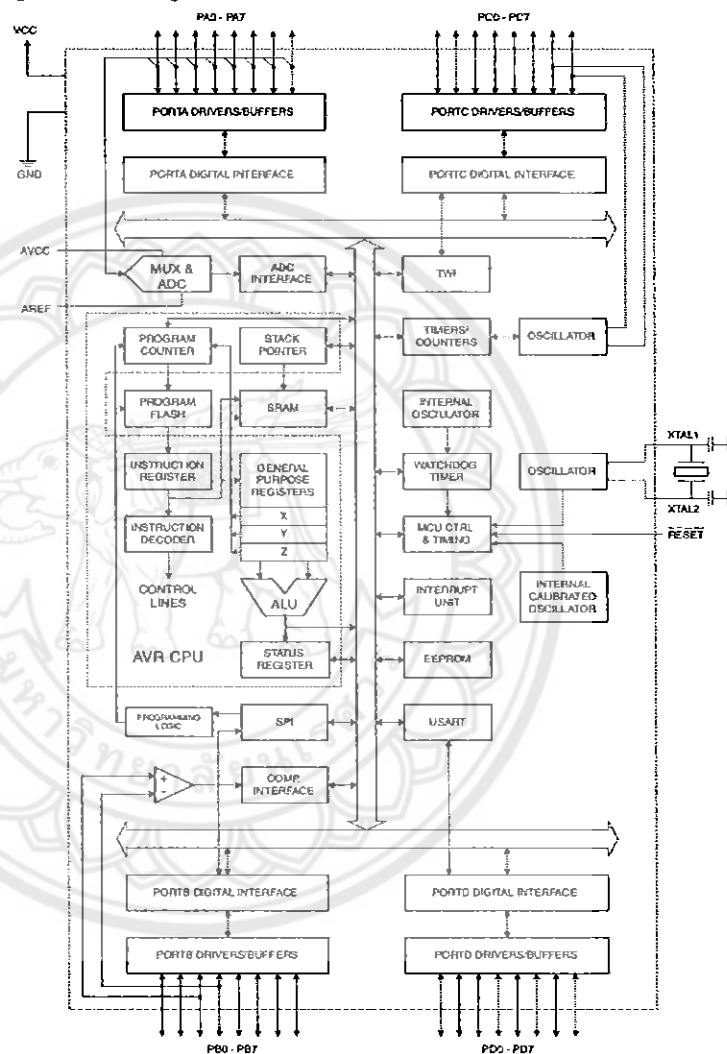 PA0 - PA7
PC0 - PC7
VCC
GND
PORTA DRIVERS/BUFFERS
PORTC DRIVERS/BUFFERS
PORTA DIGITAL INTERFACE
PORTC DIGITAL INTERFACE
AVCC
MUX &
ADC
ADC
INTERFACE
TWI
AREF
PROGRAM
COUNTER
STACK
POINTER
TIMERS/
COUNTERS
OSCILLATOR
PROGRAM
FLASH
SRAM
INTERNAL
OSCILLATOR
XTAL1
INSTRUCTION
REGISTER
GENERAL
PURPOSE
REGISTERS
WATCHDOG
TIMER
OSCILLATOR
XTAL2
X
Y
Z
INSTRUCTION
DECODER
MCU CTRL
& TIMING
RESET
CONTROL
LINES
ALU
INTERRUPT
UNIT
INTERNAL
CALIBRATED
OSCILLATOR
AVR CPU
STATUS
REGISTER
EEPROM
PROGRAMMING
LOGIC
SPI
USART
+
-
COMP.
INTERFACE
PORTB DIGITAL INTERFACE
PORTD DIGITAL INTERFACE
PORTB DRIVERS/BUFFERS
PORTD DRIVERS/BUFFERS
PB0 - PB7
PD0 - PD7